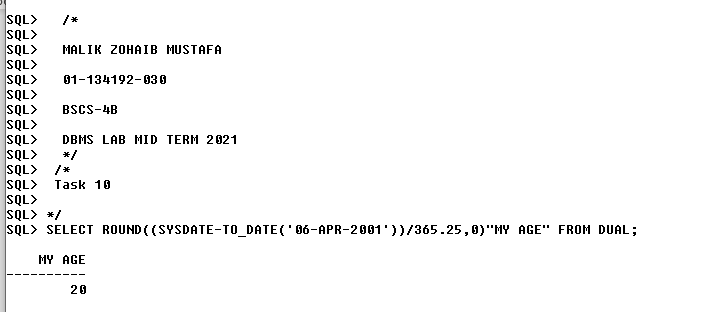 SQL> /*
SQL>
SQL> MALIK ZOHAIB MUSTAFA
SQL>
SQL> 01-134192-030
SQL>
SQL> BSCS-4B
SQL>
SQL> DBMS LAB MID TERM 2021
SQL> */
SQL> /*
SQL> Task 10
SQL>
SQL> */
SQL> SELECT ROUND((SYSDATE-TO_DATE('06-APR-2001'))/365.25,0)"MY AGE" FROM DUAL;
MY AGE
----------
20